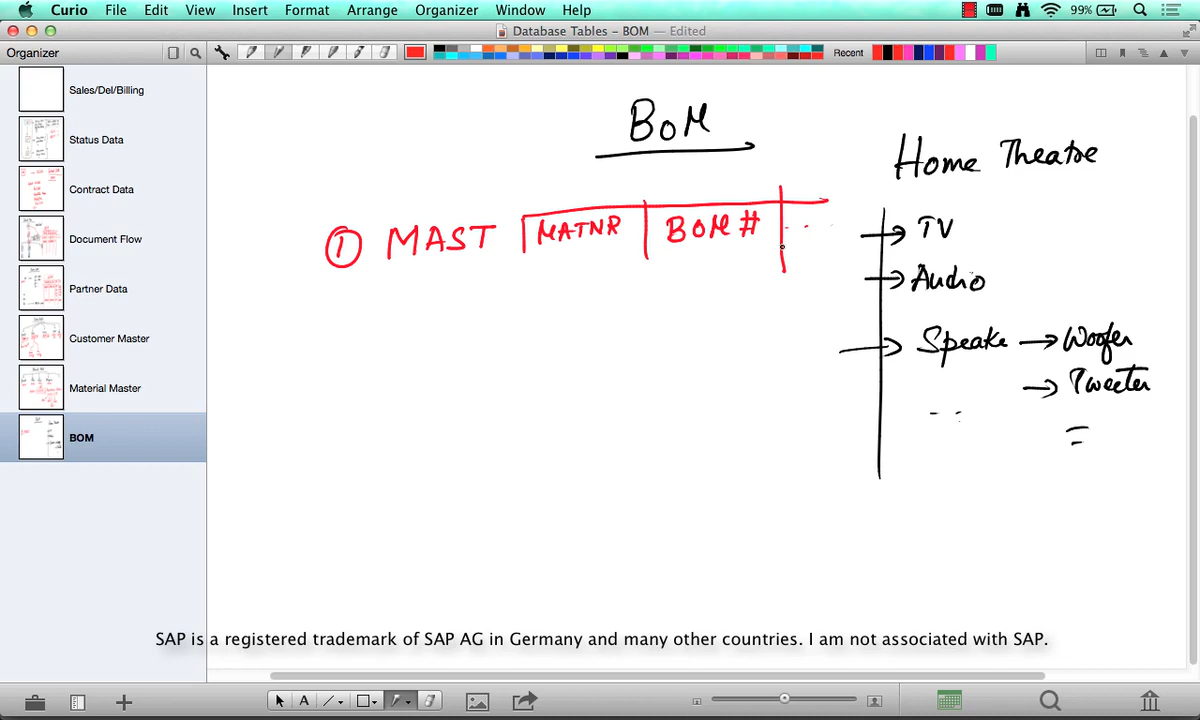 Curio File Edit View Insert Format Arrange Organizer Window Help 99%
Database Tables – BOM — Edited
Organizer
Recent
Sales/Del/Billing
Status Data
Contract Data
Document Flow
Partner Data
Customer Master
Material Master
BOM
BOM
① MAST MATNR BOM # ...
Home Theatre
→ TV
→ Audio
→ Speake → Woofer
→ Tweeter
SAP is a registered trademark of SAP AG in Germany and many other countries. I am not associated with SAP.
A